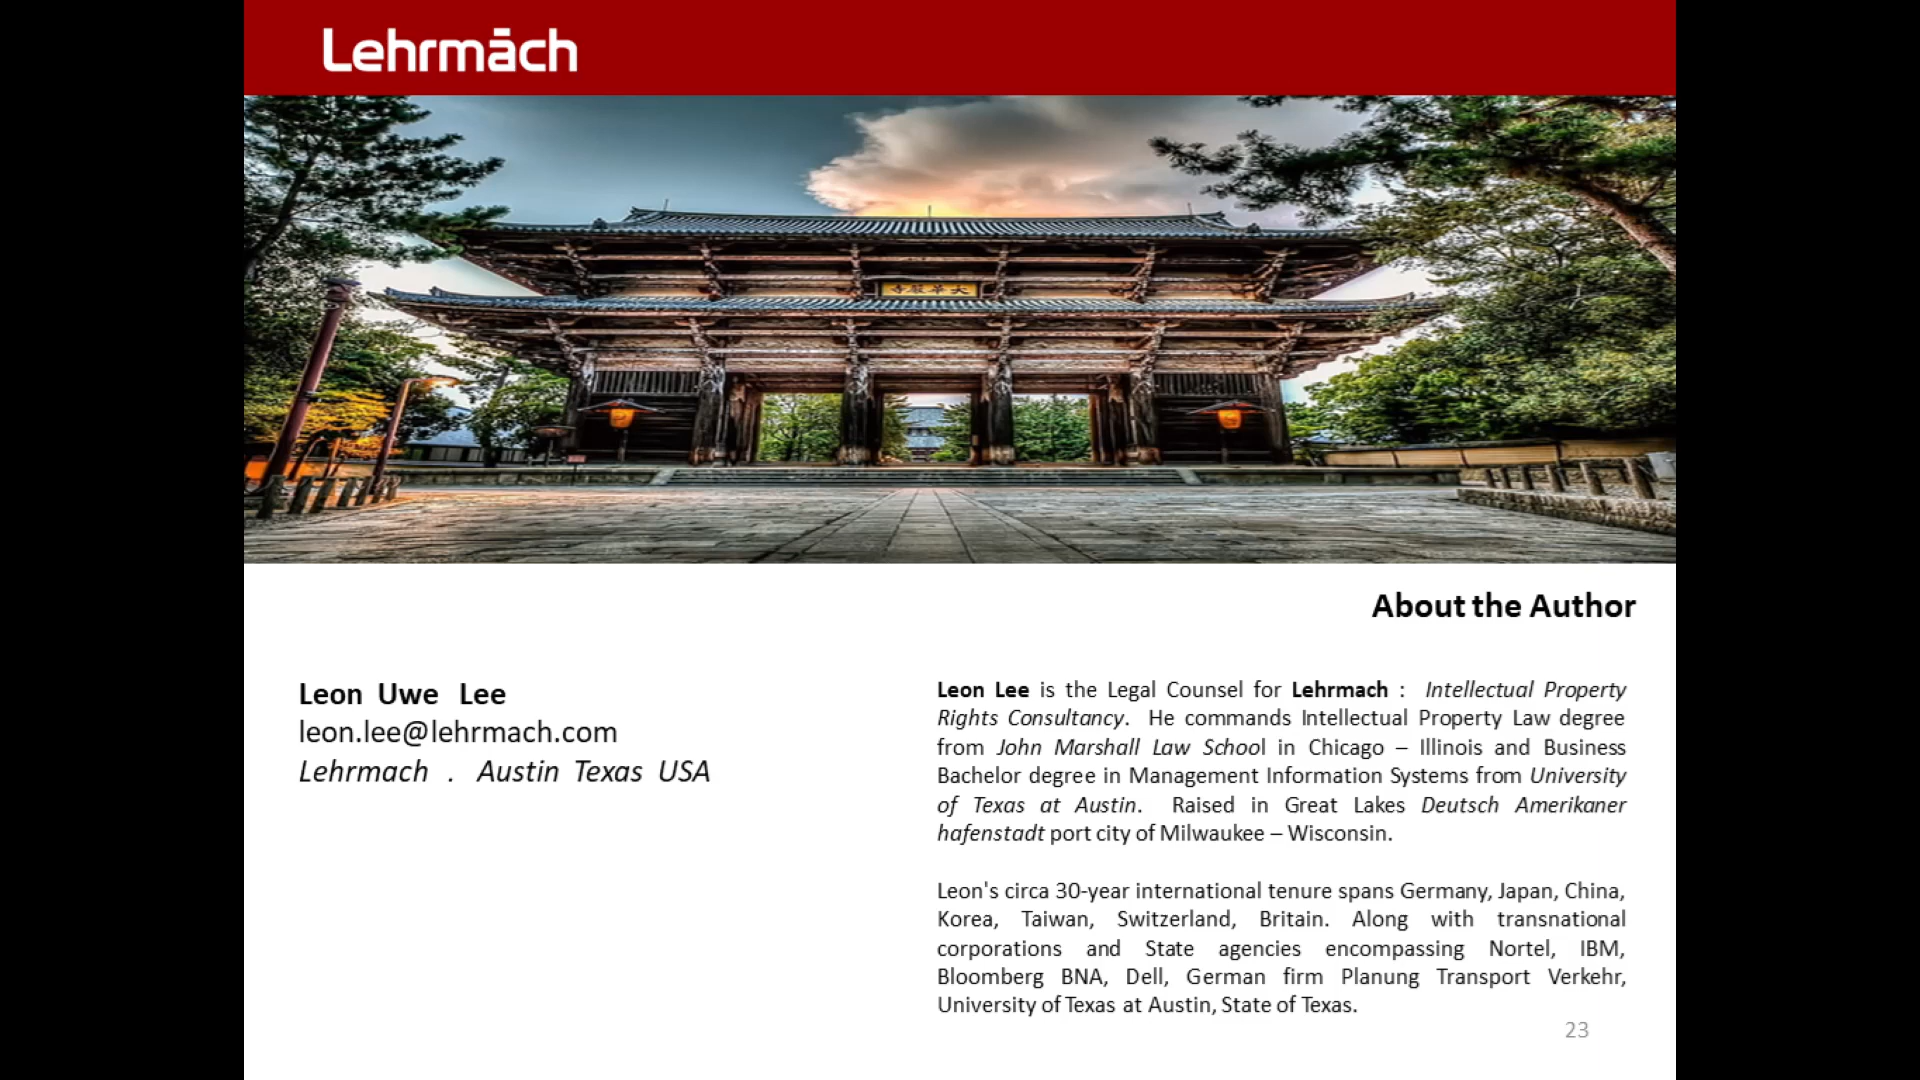 Lehrmāch
大華嚴寺
About the Author
Leon Uwe Lee
leon.lee@lehrmach.com
Lehrmach . Austin Texas USA
Leon Lee is the Legal Counsel for Lehrmach : Intellectual Property
Rights Consultancy. He commands Intellectual Property Law degree
from John Marshall Law School in Chicago – Illinois and Business
Bachelor degree in Management Information Systems from University
of Texas at Austin. Raised in Great Lakes Deutsch Amerikaner
hafenstadt port city of Milwaukee – Wisconsin.
Leon's circa 30-year international tenure spans Germany, Japan, China,
Korea, Taiwan, Switzerland, Britain. Along with transnational
corporations and State agencies encompassing Nortel, IBM,
Bloomberg BNA, Dell, German firm Planung Transport Verkehr,
University of Texas at Austin, State of Texas.
23